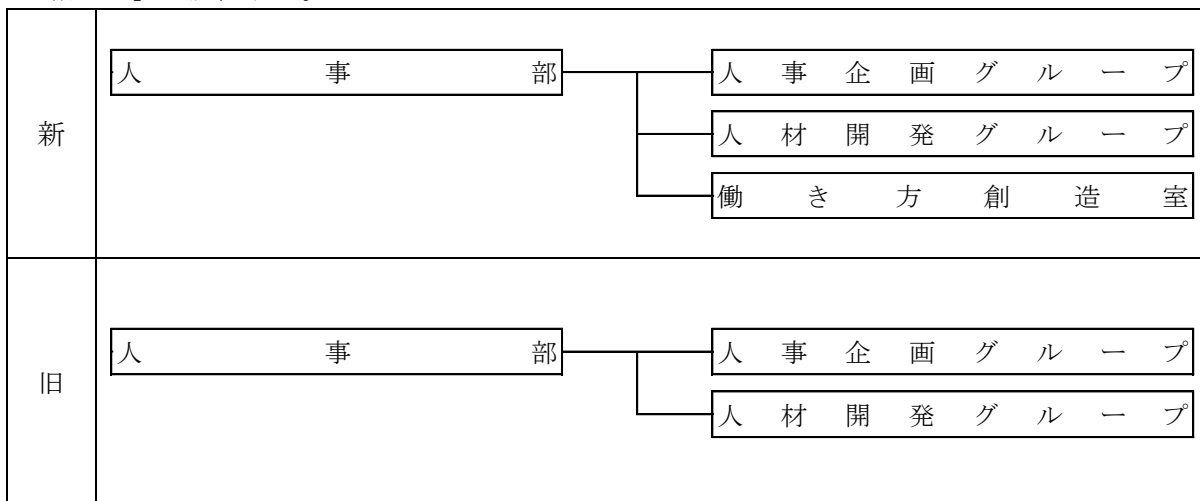 新
人事部
人事企画グループ
人材開発グループ
働き方創造室
旧
人事部
人事企画グループ
人材開発グループ